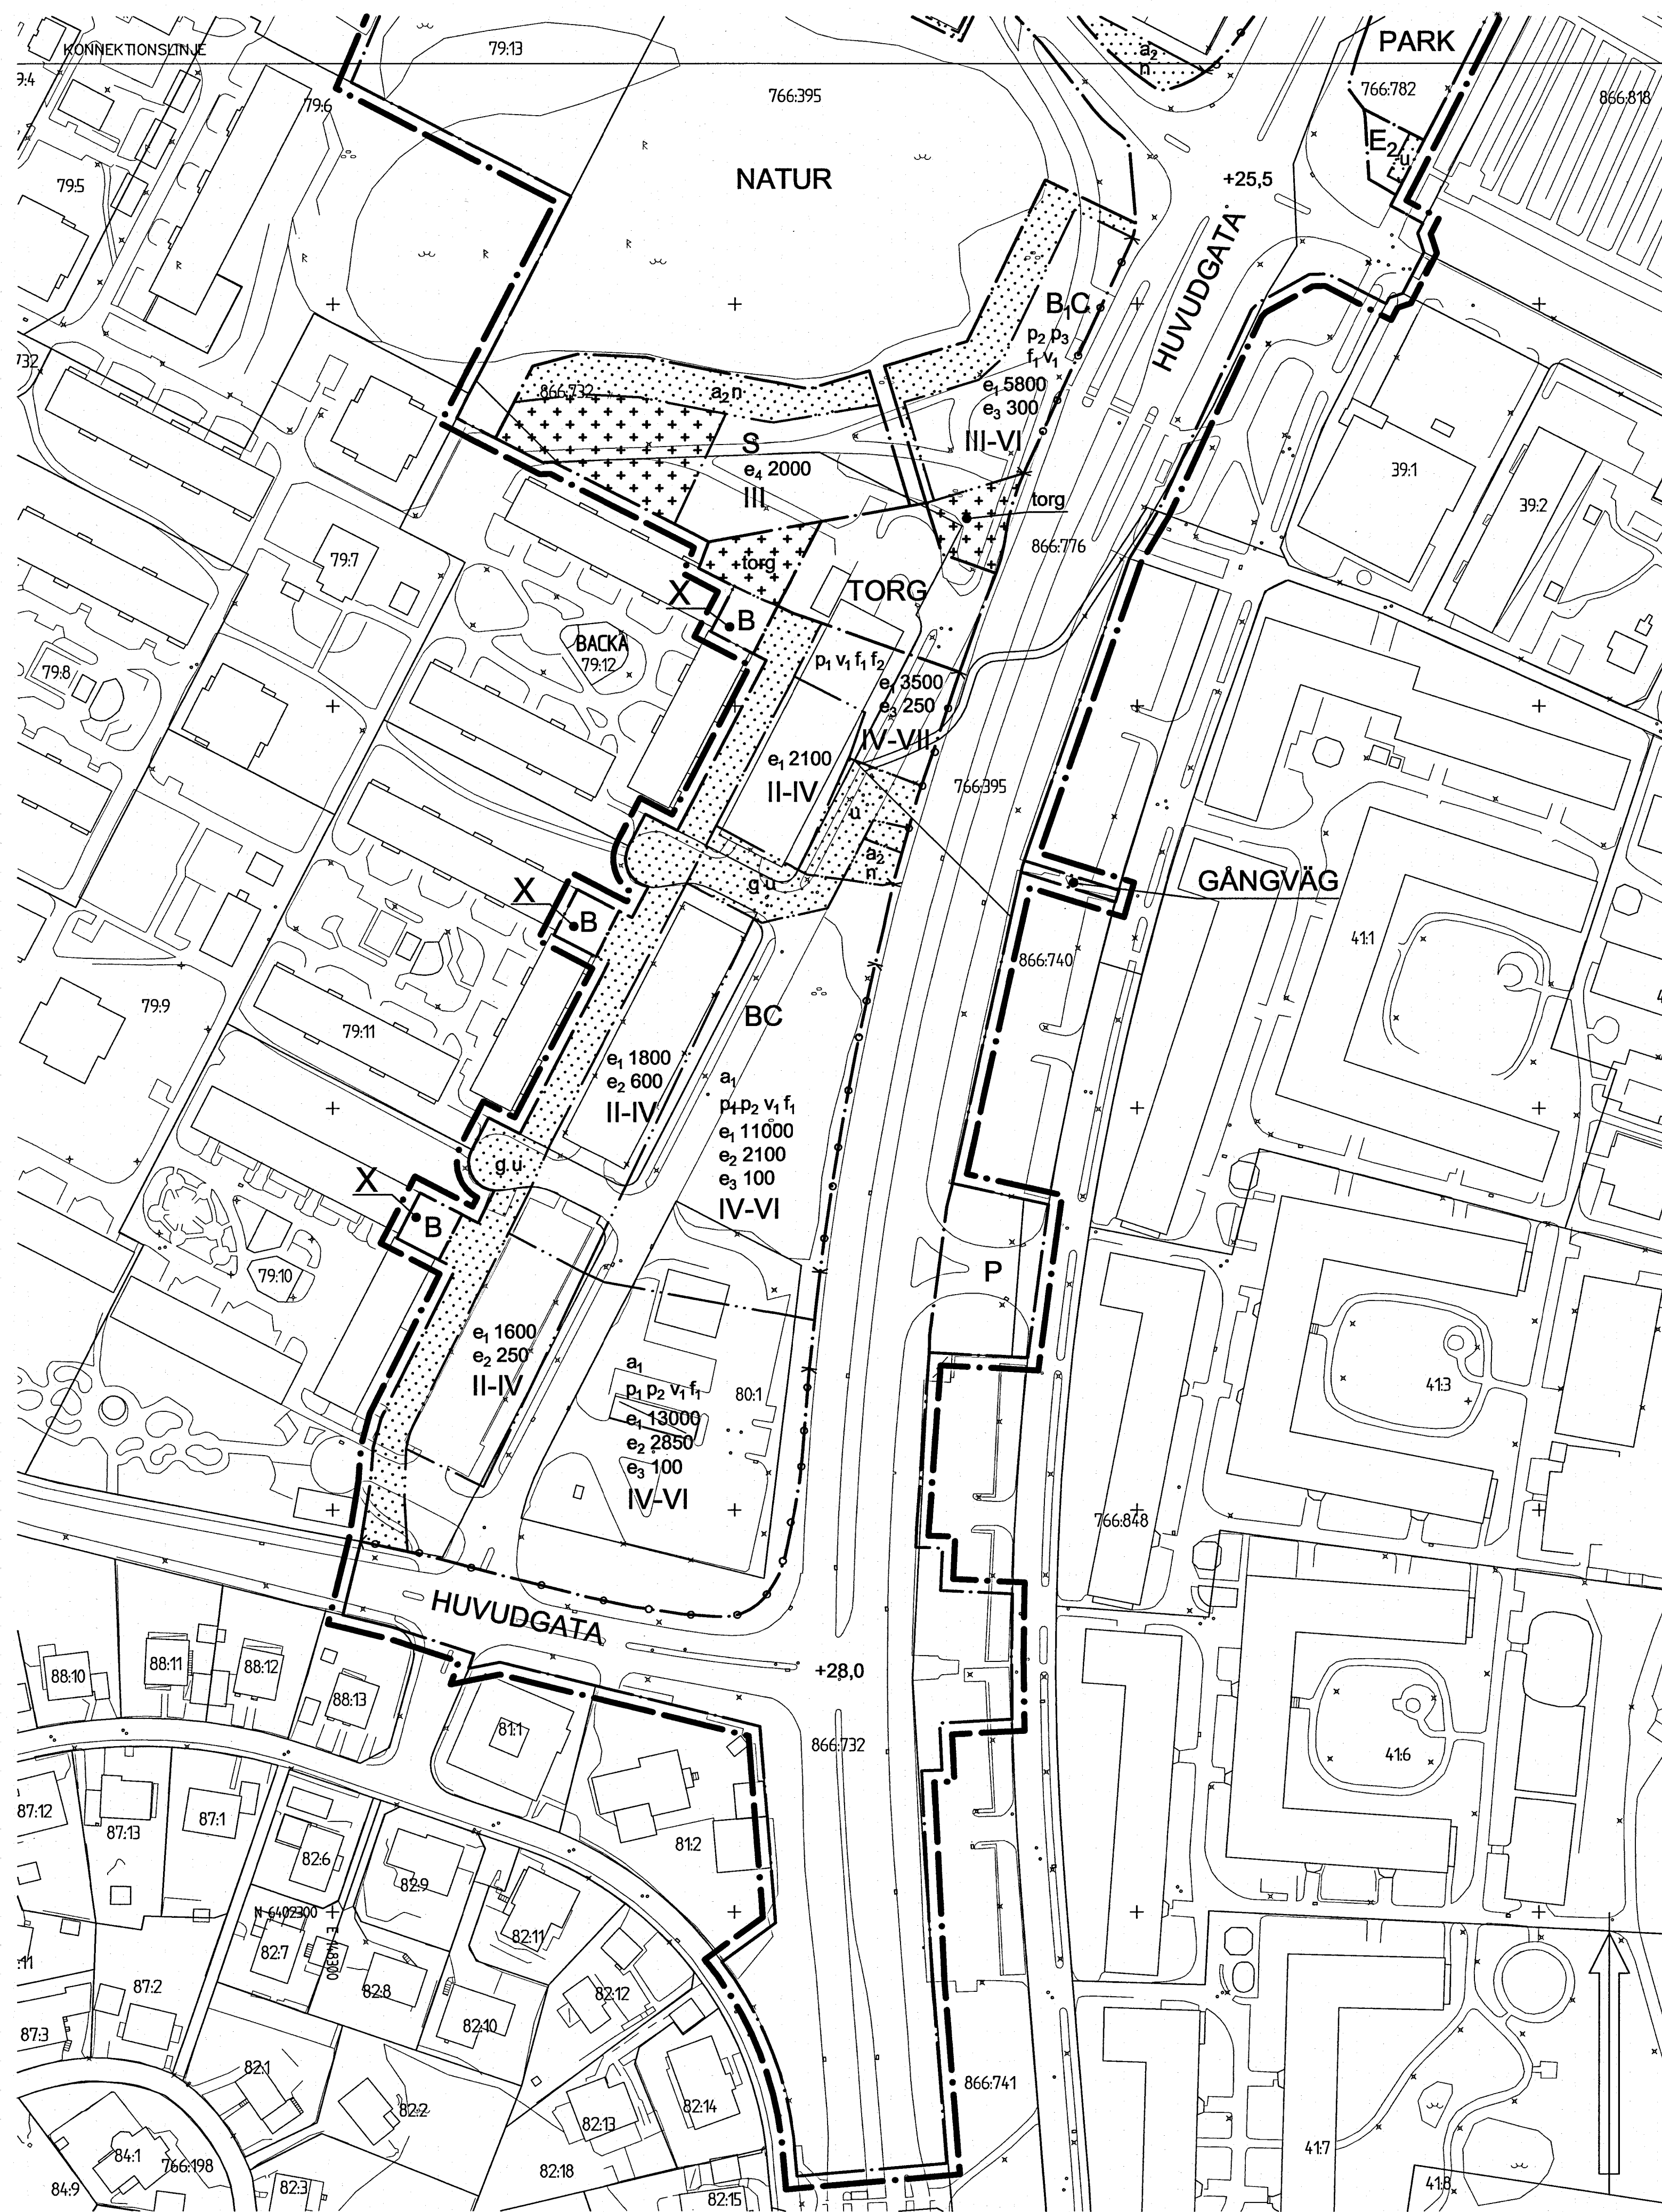 KONNEKTIONSLINJE
79:13
a2
n
PARK
9:4
79:6
766:395
766:782
866:818
E2
u
79:5
NATUR
+25,5
HUVUDGATA
B1C
p2 p3
f1 v1
732
e1 5800
e3 300
866:732
a2 n
III-VI
S
e4 2000
III
39:1
39:2
torg
866:776
79:7
torg
TORG
X
B
BACKA
79:12
79:8
p1 v1 f1 f2
e1 3500
e3 250
IV-VII
e1 2100
II-IV
766:395
u
a2
n
g u
GÅNGVÄG
X
B
41:1
866:740
79:9
BC
79:11
e1 1800
e2 600
II-IV
a1
p1 p2 v1 f1
e1 11000
e2 2100
e3 100
IV-VI
g u
X
B
79:10
P
e1 1600
e2 250
II-IV
a1
p1 p2 v1 f1
80:1
e1 13000
e2 2850
e3 100
IV-VI
41:3
766:848
HUVUDGATA
88:10
88:11
88:12
88:13
+28,0
81:1
866:732
41:6
87:12
87:13
87:1
81:2
82:6
82:9
N 6402300
E 148300
82:7
82:11
:11
87:2
82:8
82:12
87:3
82:10
82:1
82:2
866:741
82:13
82:14
84:1
766:198
41:7
84:9
82:3
82:18
82:15
41:8